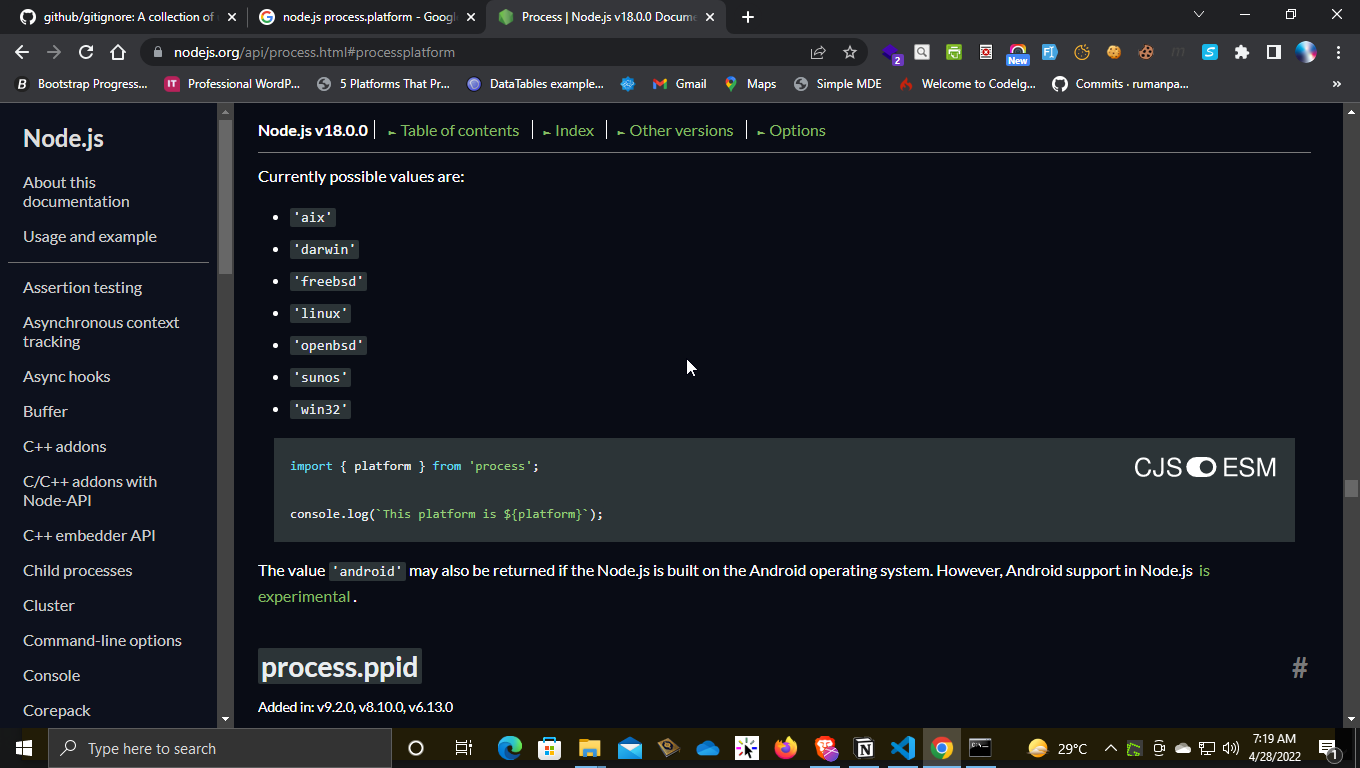 github/gitignore: A collection of
node.js process.platform - Google
Process | Node.js v18.0.0 Docume
nodejs.org/api/process.html#processplatform
2
New
Bootstrap Progress...
IT
Professional WordP...
5 Platforms That Pr...
DataTables example...
Gmail
Maps
Simple MDE
Welcome to CodeIg...
Commits · rumanpa...
»
Node.js
About this
documentation
Usage and example
Assertion testing
Asynchronous context
tracking
Async hooks
Buffer
C++ addons
C/C++ addons with
Node-API
C++ embedder API
Child processes
Cluster
Command-line options
Console
Corepack
Node.js v18.0.0
► Table of contents
► Index
► Other versions
► Options
Currently possible values are:
'aix'
'darwin'
'freebsd'
'linux'
'openbsd'
'sunos'
'win32'
import { platform } from 'process';
CJS ESM
console.log(`This platform is ${platform}`);
The value 'android' may also be returned if the Node.js is built on the Android operating system. However, Android support in Node.js is
experimental.
process.ppid
#
Added in: v9.2.0, v8.10.0, v6.13.0
Type here to search
29°C
7:19 AM
4/28/2022
1